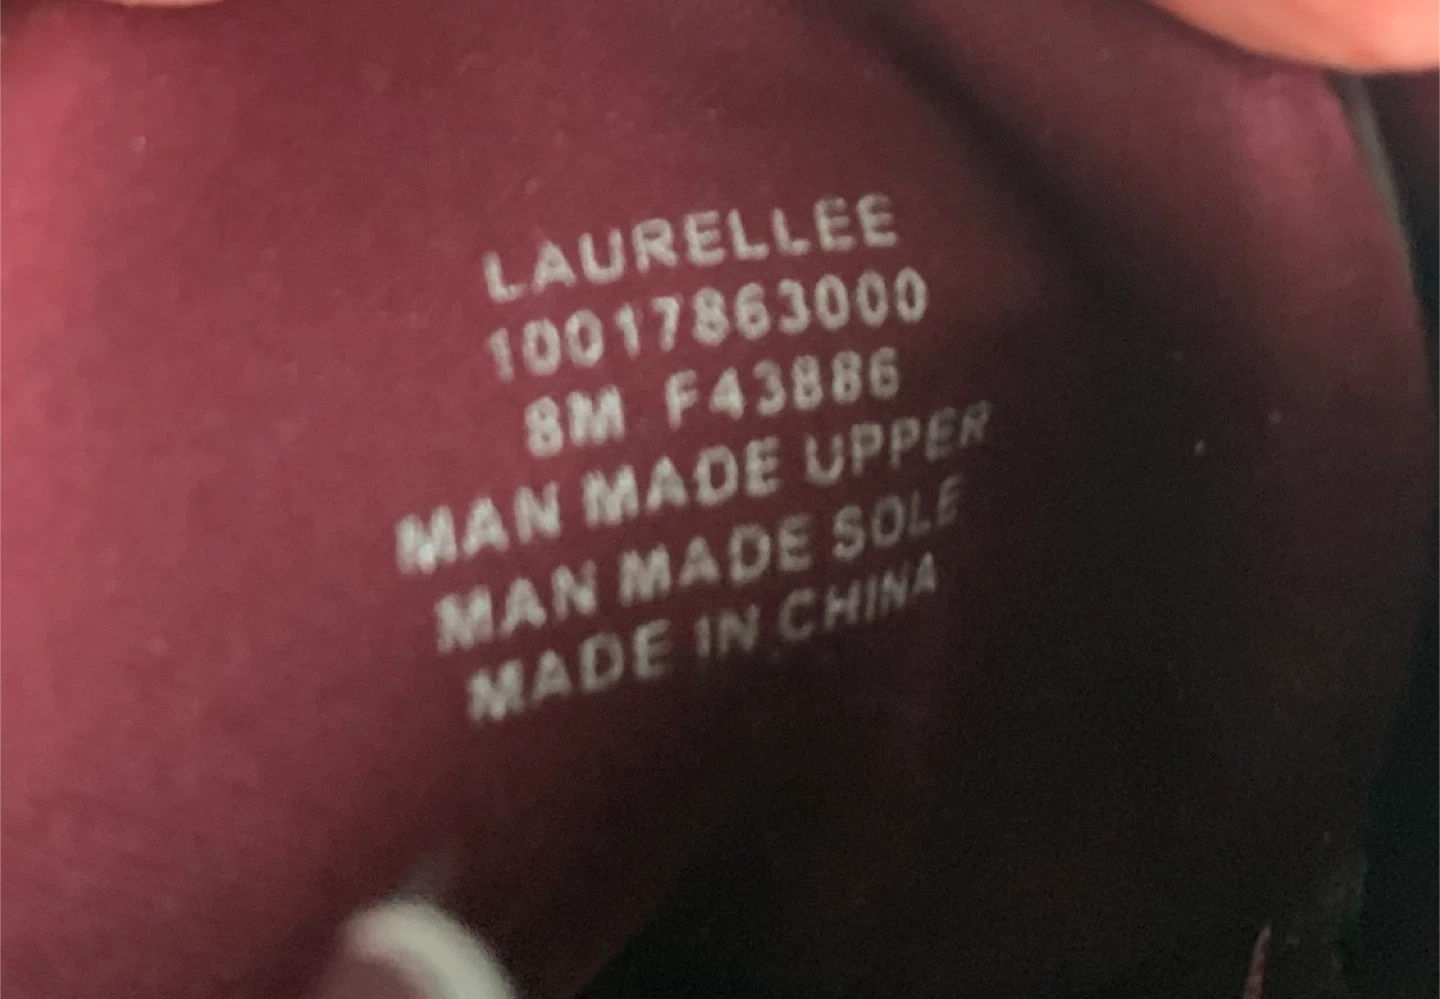 LAURELLEE
10017863000
8M F43886
MAN MADE UPPER
MAN MADE SOLE
MADE IN CHINA